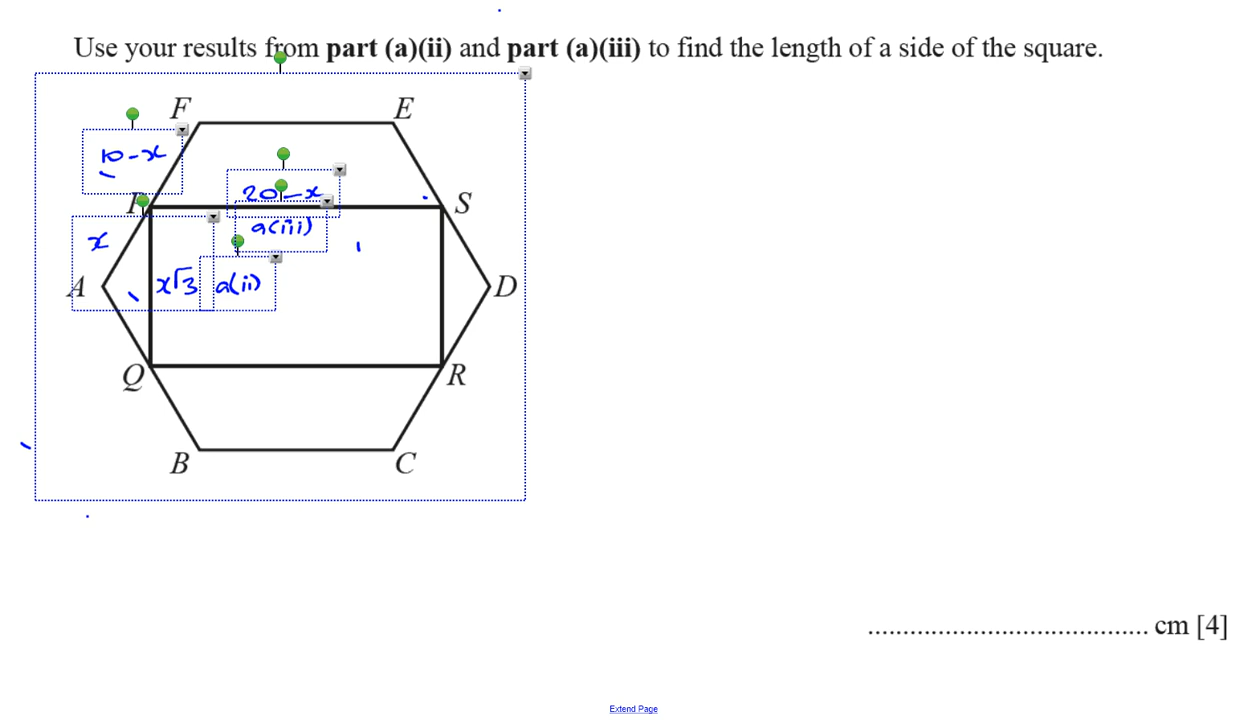 Use your results from part (a)(ii) and part (a)(iii) to find the length of a side of the square.
F
E
10-x
20-x
P
S
a(iii)
x
A
x√3
a(ii)
D
Q
R
B
C
........................................ cm [4]
Extend Page